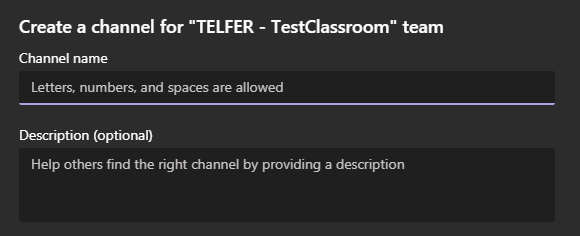 Create a channel for "TELFER - TestClassroom" team
Channel name
Letters, numbers, and spaces are allowed
Description (optional)
Help others find the right channel by providing a description